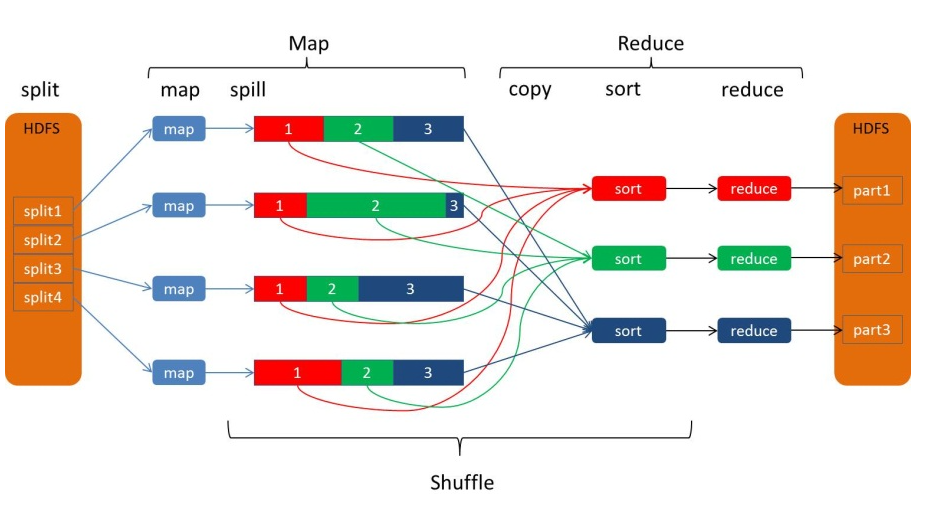 Map
Reduce
split
map
spill
copy
sort
reduce
HDFS
map
1
2
3
HDFS
split1
split2
split3
split4
map
1
2
3
sort
reduce
part1
sort
reduce
part2
map
1
2
3
sort
reduce
part3
map
1
2
3
Shuffle